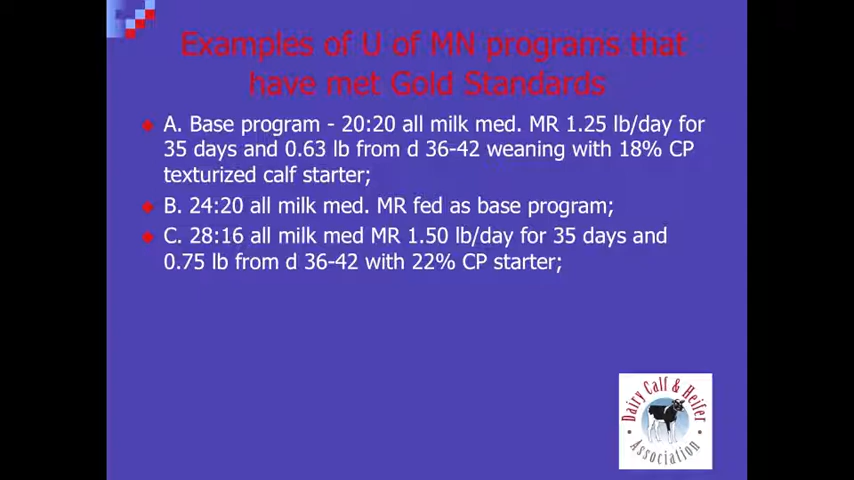 Examples of U of MN programs that
have met Gold Standards
A. Base program - 20:20 all milk med. MR 1.25 lb/day for
35 days and 0.63 lb from d 36-42 weaning with 18% CP
texturized calf starter;
B. 24:20 all milk med. MR fed as base program;
C. 28:16 all milk med MR 1.50 lb/day for 35 days and
0.75 lb from d 36-42 with 22% CP starter;
Dairy Calf & Heifer
Association